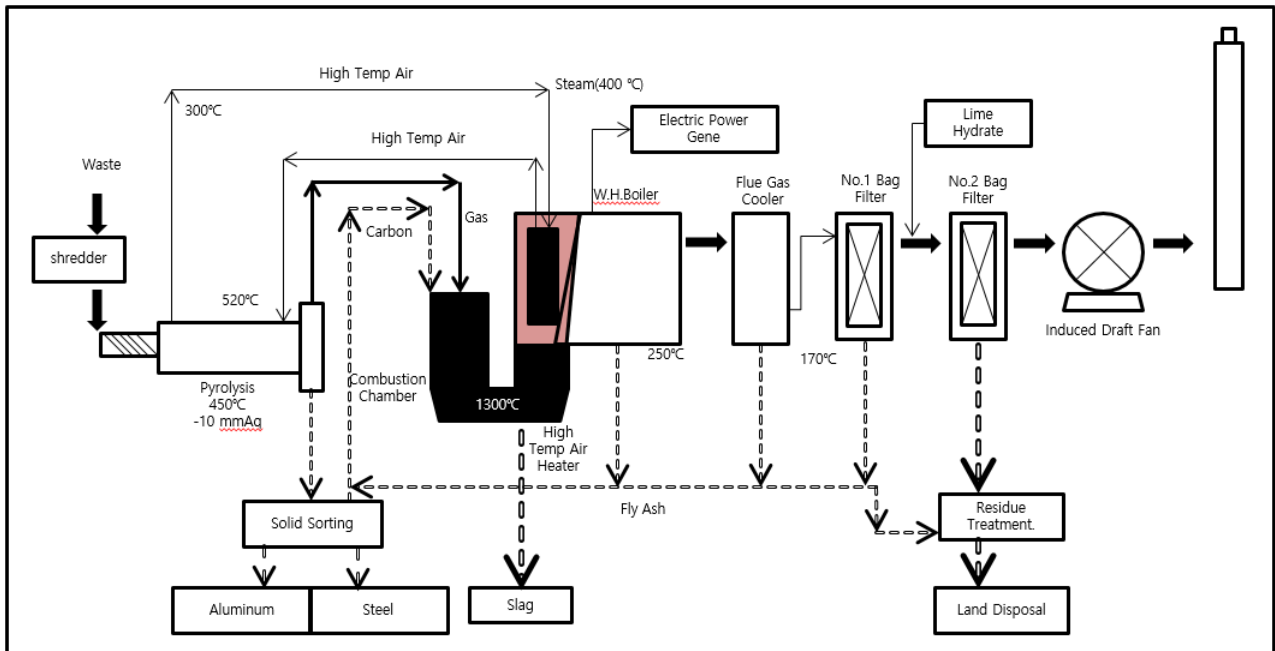 High Temp Air
300℃
Steam(400 ℃)
Electric Power
Gene
Lime
Hydrate
High Temp Air
Waste
W.H.Boiler
Flue Gas
Cooler
No.1 Bag
Filter
No.2 Bag
Filter
Gas
Carbon
shredder
520℃
Induced Draft Fan
250℃
170℃
Pyrolysis
450℃
-10 mmAq
Combustion
Chamber
1300℃
High
Temp Air
Heater
Fly Ash
Solid Sorting
Residue
Treatment.
Aluminum
Steel
Slag
Land Disposal